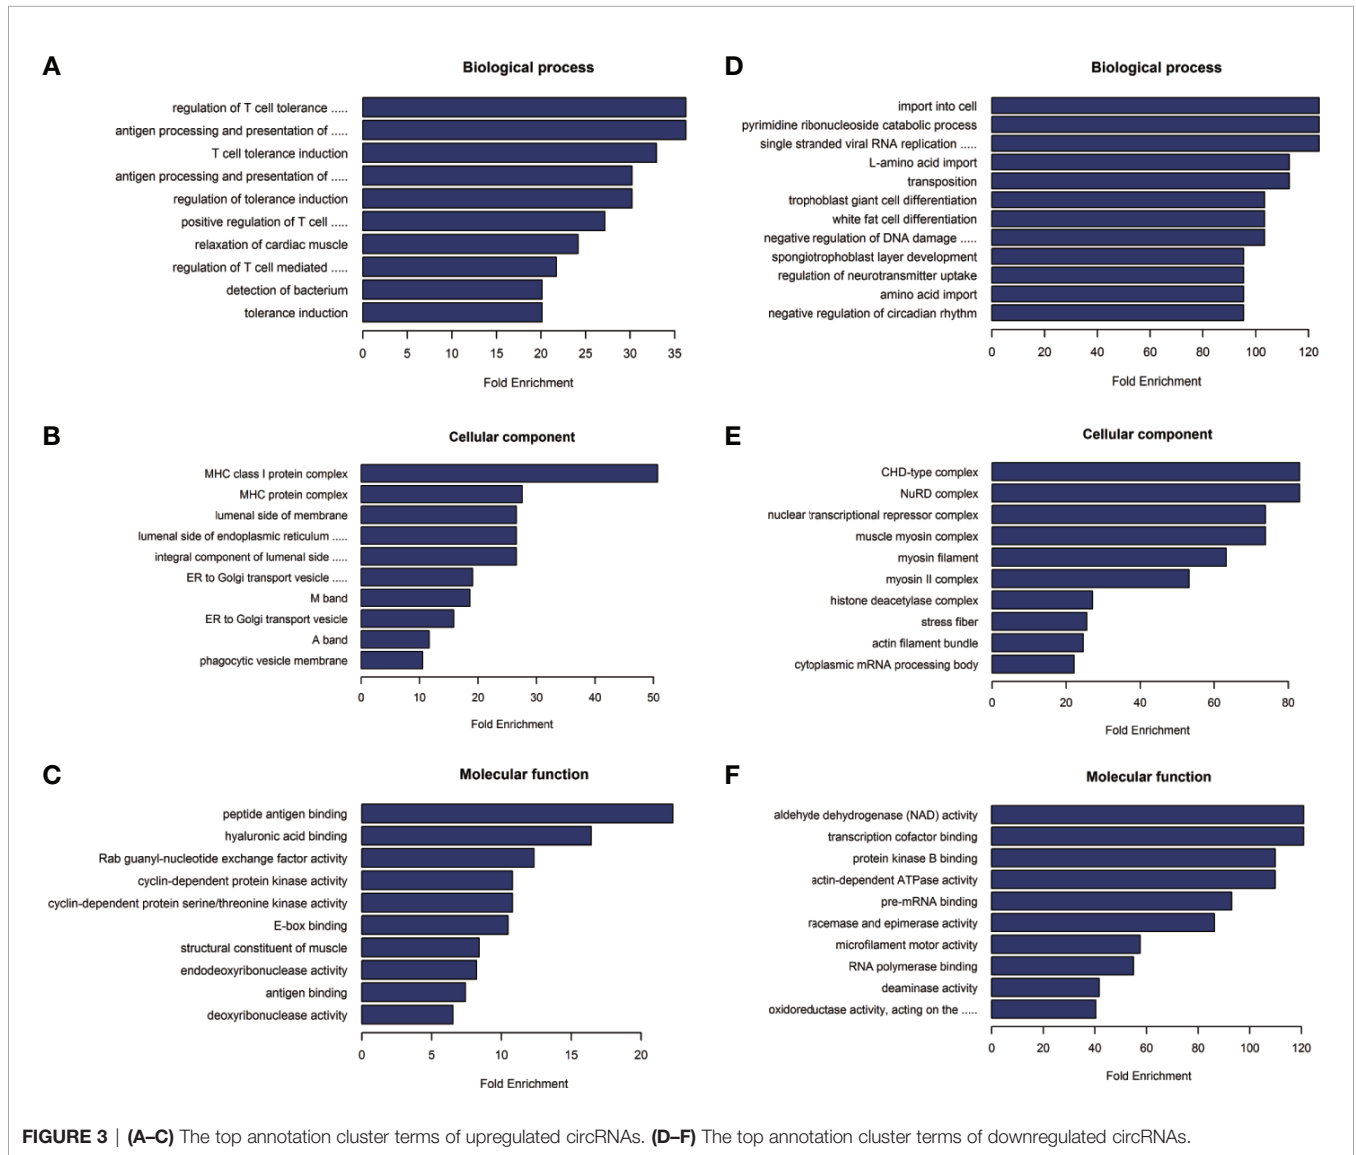 A
Biological process
regulation of T cell tolerance .....
antigen processing and presentation of .....
T cell tolerance induction
antigen processing and presentation of .....
regulation of tolerance induction
positive regulation of T cell .....
relaxation of cardiac muscle
regulation of T cell mediated .....
detection of bacterium
tolerance induction
0 5 10 15 20 25 30 35
Fold Enrichment
B
Cellular component
MHC class I protein complex
MHC protein complex
lumenal side of membrane
lumenal side of endoplasmic reticulum .....
integral component of lumenal side .....
ER to Golgi transport vesicle .....
M band
ER to Golgi transport vesicle
A band
phagocytic vesicle membrane
0 10 20 30 40 50
Fold Enrichment
C
Molecular function
peptide antigen binding
hyaluronic acid binding
Rab guanyl-nucleotide exchange factor activity
cyclin-dependent protein kinase activity
cyclin-dependent protein serine/threonine kinase activity
E-box binding
structural constituent of muscle
endodeoxyribonuclease activity
antigen binding
deoxyribonuclease activity
0 5 10 15 20
Fold Enrichment
D
Biological process
import into cell
pyrimidine ribonucleoside catabolic process
single stranded viral RNA replication .....
L-amino acid import
transposition
trophoblast giant cell differentiation
white fat cell differentiation
negative regulation of DNA damage .....
spongiotrophoblast layer development
regulation of neurotransmitter uptake
amino acid import
negative regulation of circadian rhythm
0 20 40 60 80 100 120
Fold Enrichment
E
Cellular component
CHD-type complex
NuRD complex
nuclear transcriptional repressor complex
muscle myosin complex
myosin filament
myosin II complex
histone deacetylase complex
stress fiber
actin filament bundle
cytoplasmic mRNA processing body
0 20 40 60 80
Fold Enrichment
F
Molecular function
aldehyde dehydrogenase (NAD) activity
transcription cofactor binding
protein kinase B binding
actin-dependent ATPase activity
pre-mRNA binding
racemase and epimerase activity
microfilament motor activity
RNA polymerase binding
deaminase activity
oxidoreductase activity, acting on the .....
0 20 40 60 80 100 120
Fold Enrichment
FIGURE 3 | (A–C) The top annotation cluster terms of upregulated circRNAs. (D–F) The top annotation cluster terms of downregulated circRNAs.